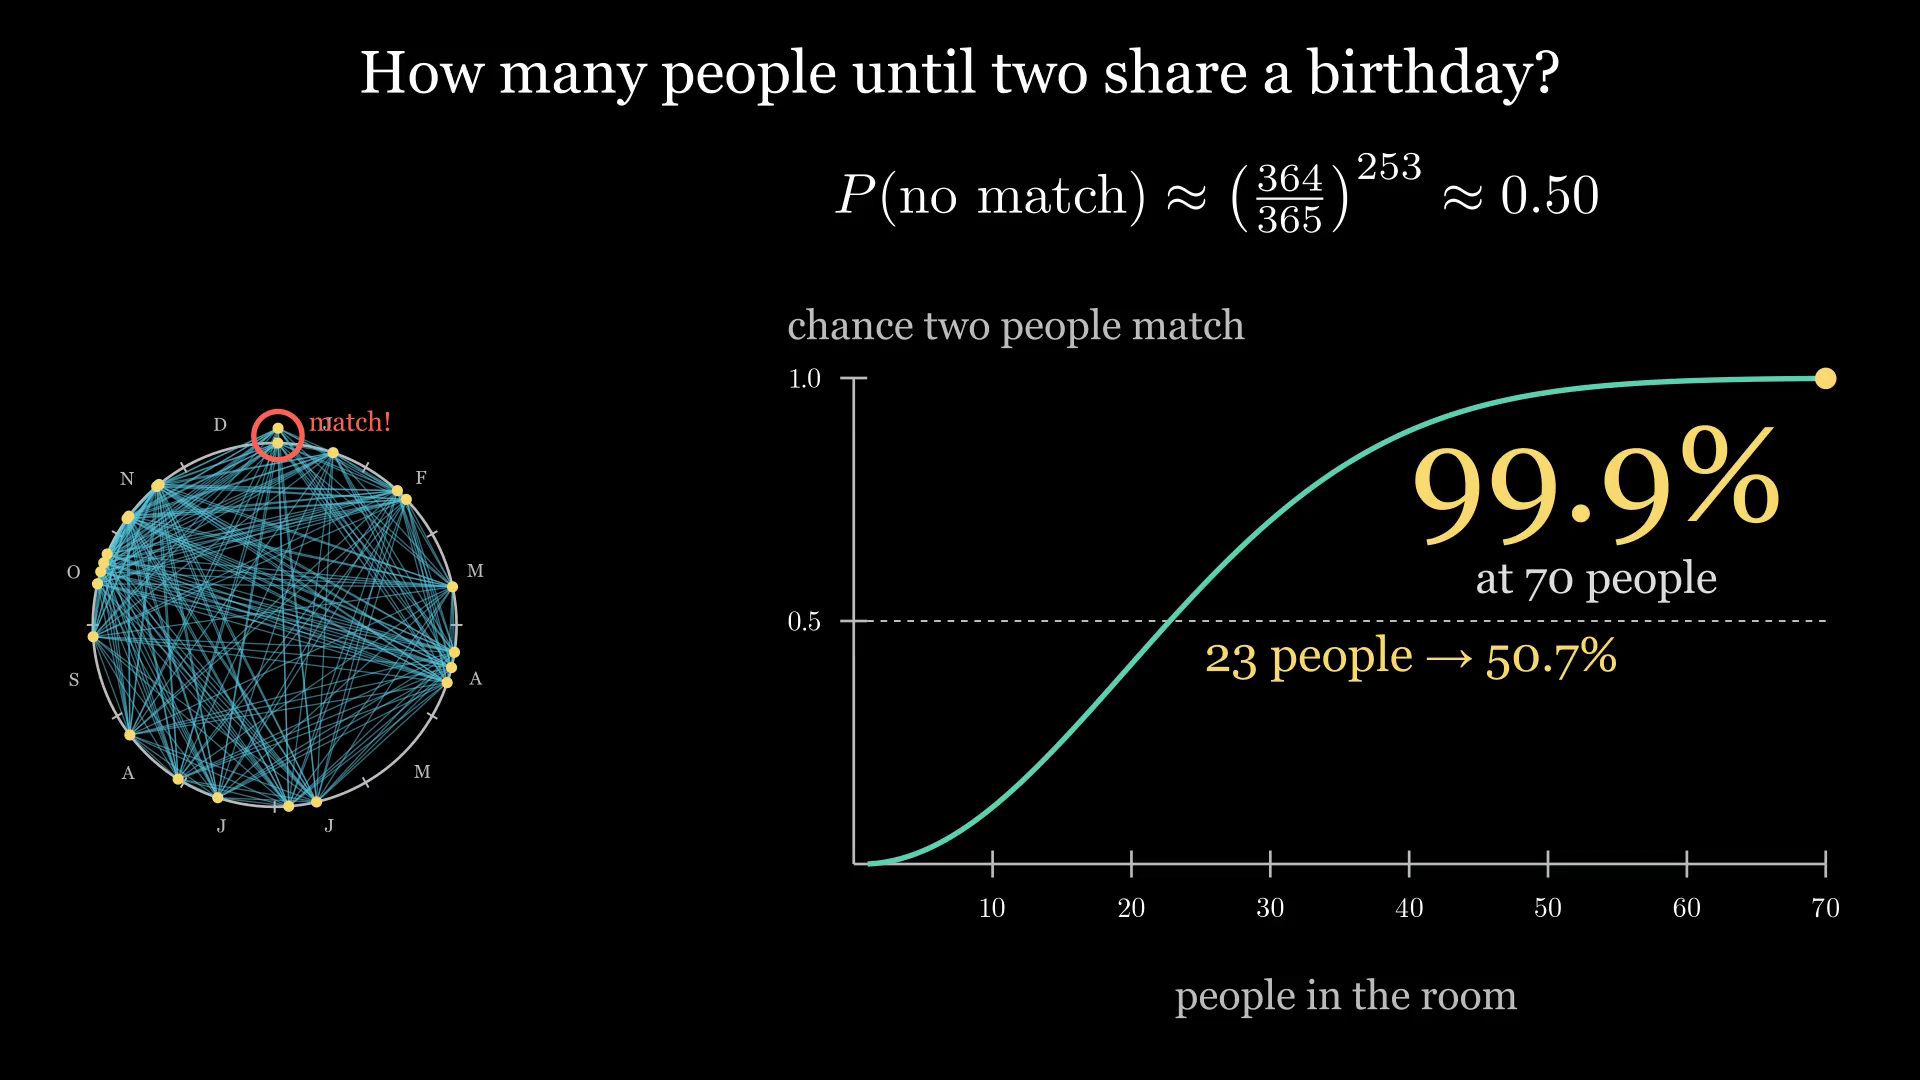 How many people until two share a birthday?
P(no match) ≈ (364/365)^253 ≈ 0.50
chance two people match
1.0
0.5
99.9%
at 70 people
23 people → 50.7%
10 20 30 40 50 60 70
people in the room
match!
D J
N F
O M
S A
A M
J J